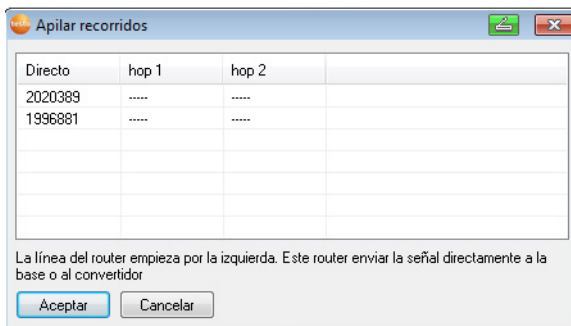 testo Apilar recorridos
Directo hop 1 hop 2
2020389 ----- -----
1996881 ----- -----
La línea del router empieza por la izquierda. Este router enviar la señal directamente a la
base o al convertidor
Aceptar Cancelar